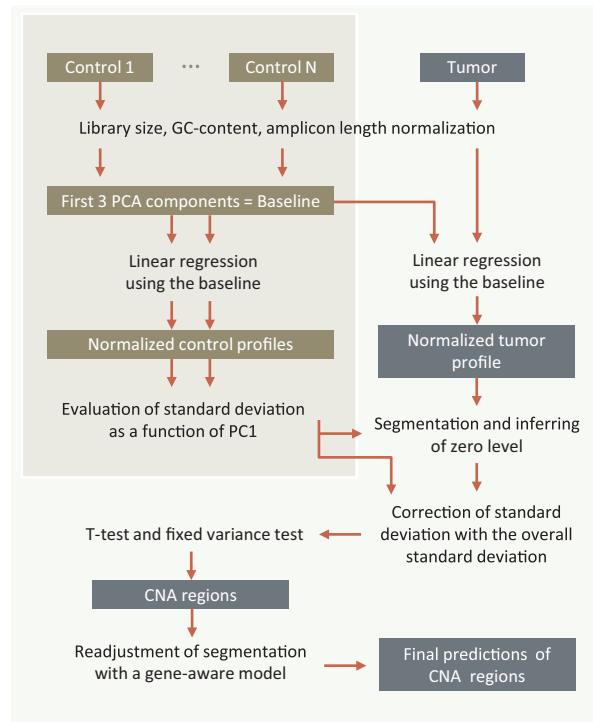 Control 1 ... Control N Tumor
Library size, GC-content, amplicon length normalization
First 3 PCA components = Baseline
Linear regression
using the baseline
Linear regression
using the baseline
Normalized control profiles
Normalized tumor
profile
Evaluation of standard deviation
as a function of PC1
Segmentation and inferring
of zero level
Correction of standard
deviation with the overall
standard deviation
T-test and fixed variance test
CNA regions
Readjustment of segmentation
with a gene-aware model
Final predictions of
CNA regions